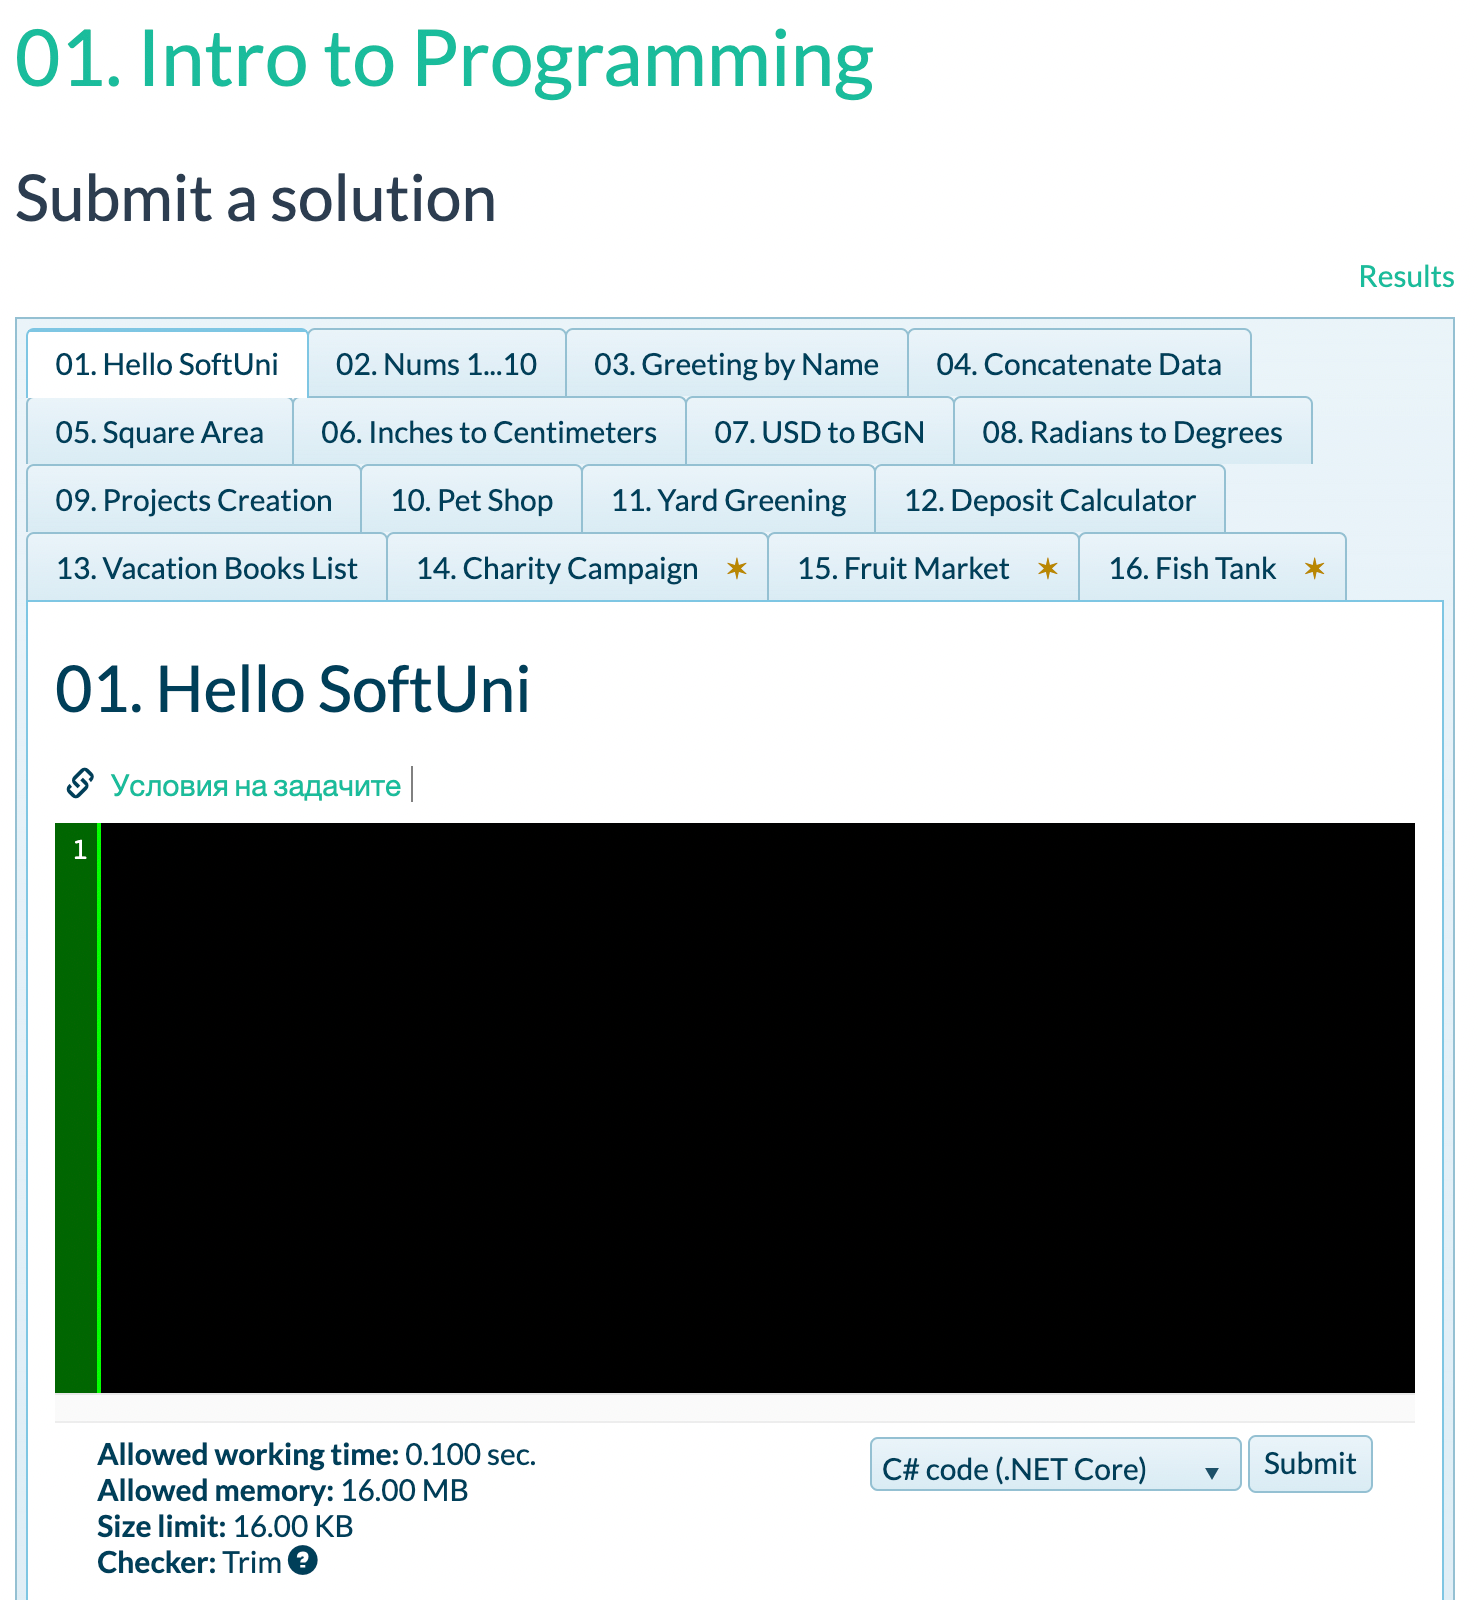 01. Intro to Programming
Submit a solution
Results
01. Hello SoftUni 02. Nums 1...10 03. Greeting by Name 04. Concatenate Data
05. Square Area 06. Inches to Centimeters 07. USD to BGN 08. Radians to Degrees
09. Projects Creation 10. Pet Shop 11. Yard Greening 12. Deposit Calculator
13. Vacation Books List 14. Charity Campaign 15. Fruit Market 16. Fish Tank
01. Hello SoftUni
Условия на задачите
1
Allowed working time: 0.100 sec.
Allowed memory: 16.00 MB
Size limit: 16.00 KB
Checker: Trim ?
C# code (.NET Core) Submit